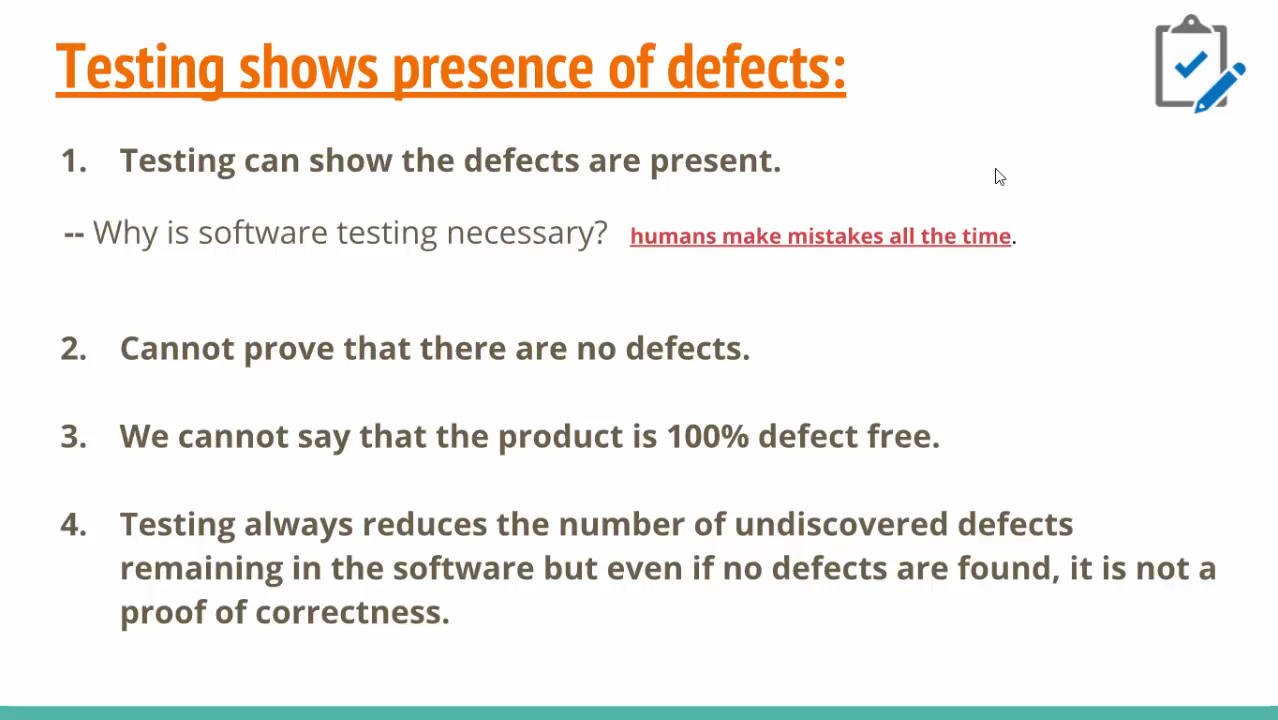 Testing shows presence of defects:
1. Testing can show the defects are present.
-- Why is software testing necessary? humans make mistakes all the time.
2. Cannot prove that there are no defects.
3. We cannot say that the product is 100% defect free.
4. Testing always reduces the number of undiscovered defects
remaining in the software but even if no defects are found, it is not a
proof of correctness.